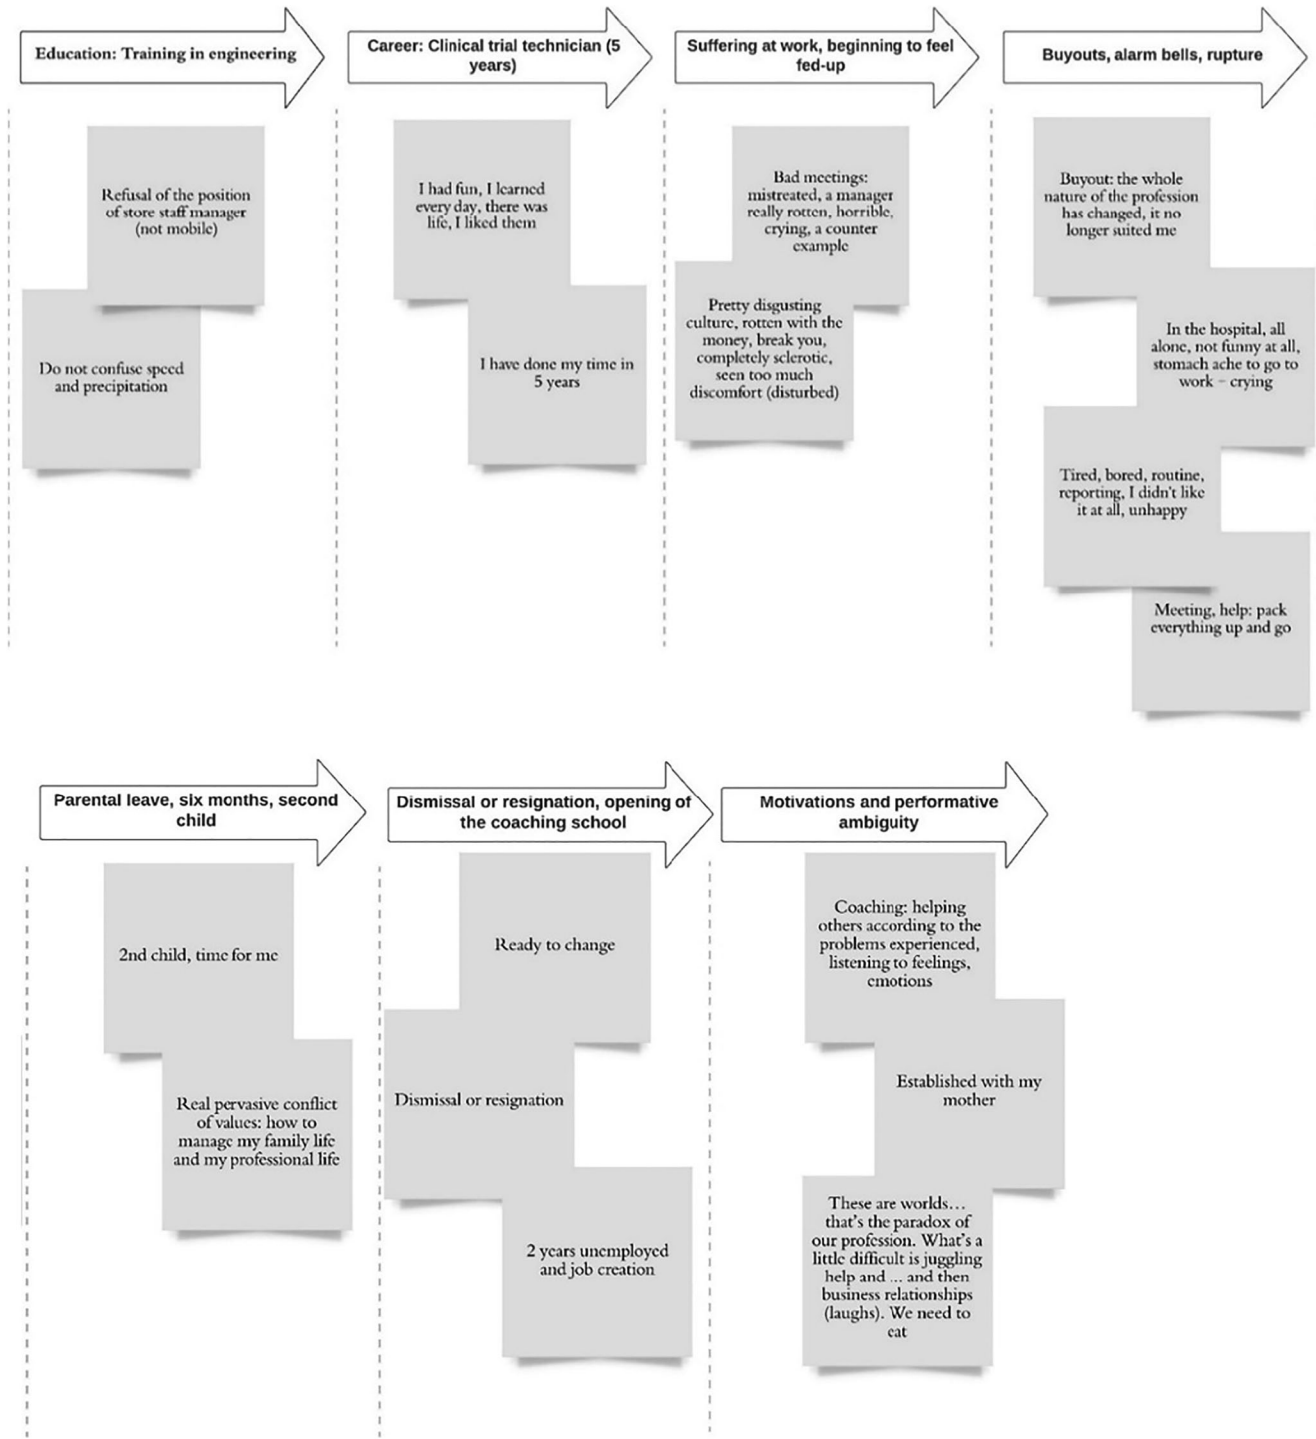 Education: Training in engineering
Career: Clinical trial technician (5
years)
Suffering at work, beginning to feel
fed-up
Buyouts, alarm bells, rupture
Refusal of the position
of store staff manager
(not mobile)
Do not confuse speed
and precipitation
I had fun, I learned
every day, there was
life, I liked them
I have done my time in
5 years
Bad meetings:
mistreated, a manager
really rotten, horrible,
crying, a counter
example
Pretty disgusting
culture, rotten with the
money, break you,
completely sclerotic,
seen too much
discomfort (disturbed)
Buyout: the whole
nature of the profession
has changed, it no
longer suited me
In the hospital, all
alone, not funny at all,
stomach ache to go to
work – crying
Tired, bored, routine,
reporting, I didn't like
it at all, unhappy
Meeting, help: pack
everything up and go
Parental leave, six months, second
child
Dismissal or resignation, opening of
the coaching school
Motivations and performative
ambiguity
2nd child, time for me
Real pervasive conflict
of values: how to
manage my family life
and my professional life
Ready to change
Dismissal or resignation
2 years unemployed
and job creation
Coaching: helping
others according to the
problems experienced,
listening to feelings,
emotions
Established with my
mother
These are worlds...
that's the paradox of
our profession. What's a
little difficult is juggling
help and ... and then
business relationships
(laughs). We need to
eat